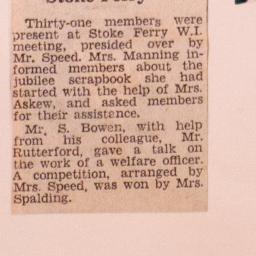 Stoke Ferry
Thirty-one members were
present at Stoke Ferry W.I.
meeting, presided over by
Mr. Speed. Mrs. Manning in-
formed members about the
jubilee scrapbook she had
started with the help of Mrs.
Askew, and asked members
for their assistance.
Mr. S. Bowen, with help
from his colleague, Mr.
Rutterford, gave a talk on
the work of a welfare officer.
A competition, arranged by
Mrs. Speed, was won by Mrs.
Spalding.